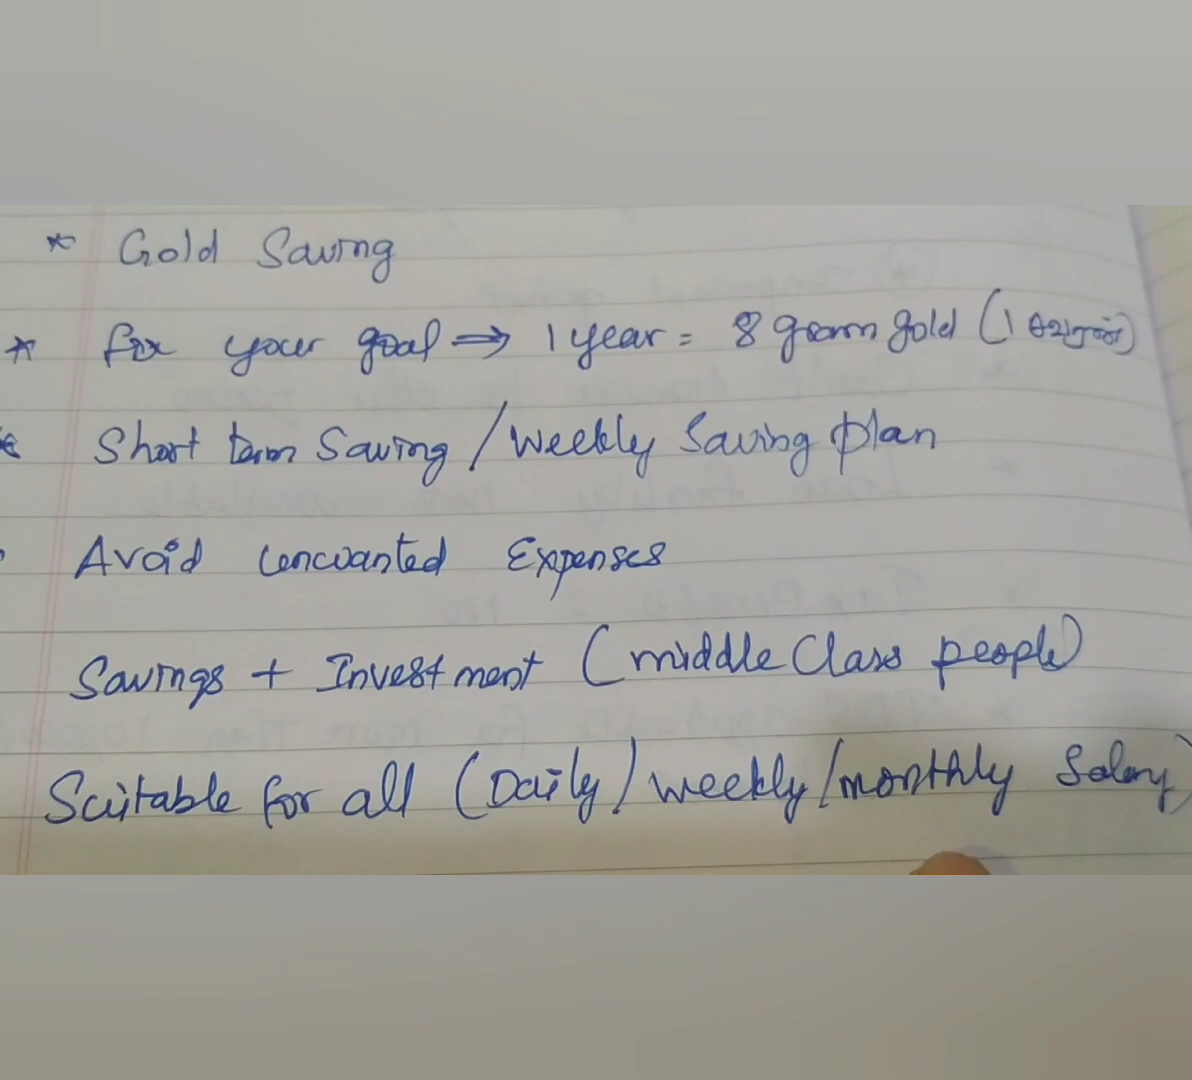 * Gold Saving
* fix your goal ⇒ 1 year = 8 gram gold (1 சவரன்)
* Short term Saving / Weekly Saving plan
Avoid unwanted Expenses
Savings + Investment (middle Class people)
Suitable for all (Daily / weekly / monthly Salary)